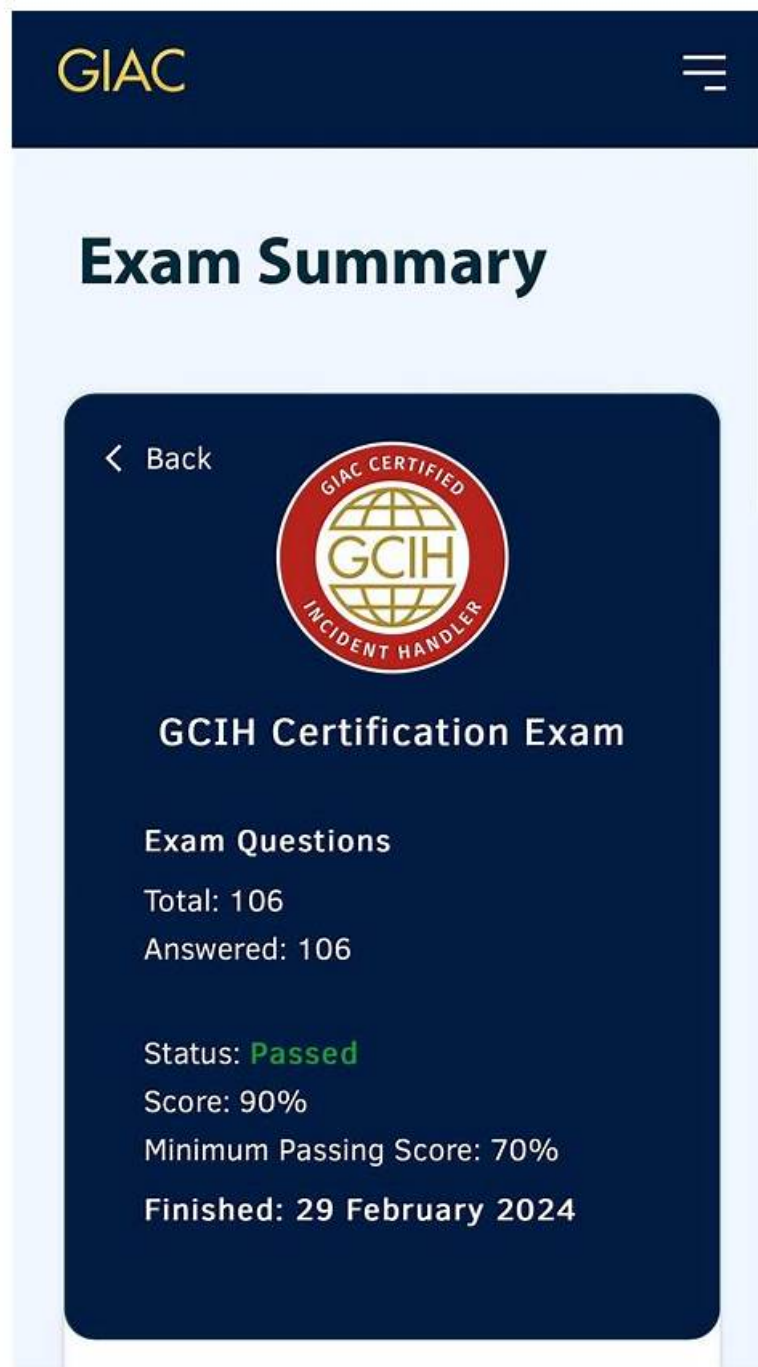 GIAC
Exam Summary
Back
GIAC CERTIFIED
GCIH
INCIDENT HANDLER
GCIH Certification Exam
Exam Questions
Total: 106
Answered: 106
Status: Passed
Score: 90%
Minimum Passing Score: 70%
Finished: 29 February 2024